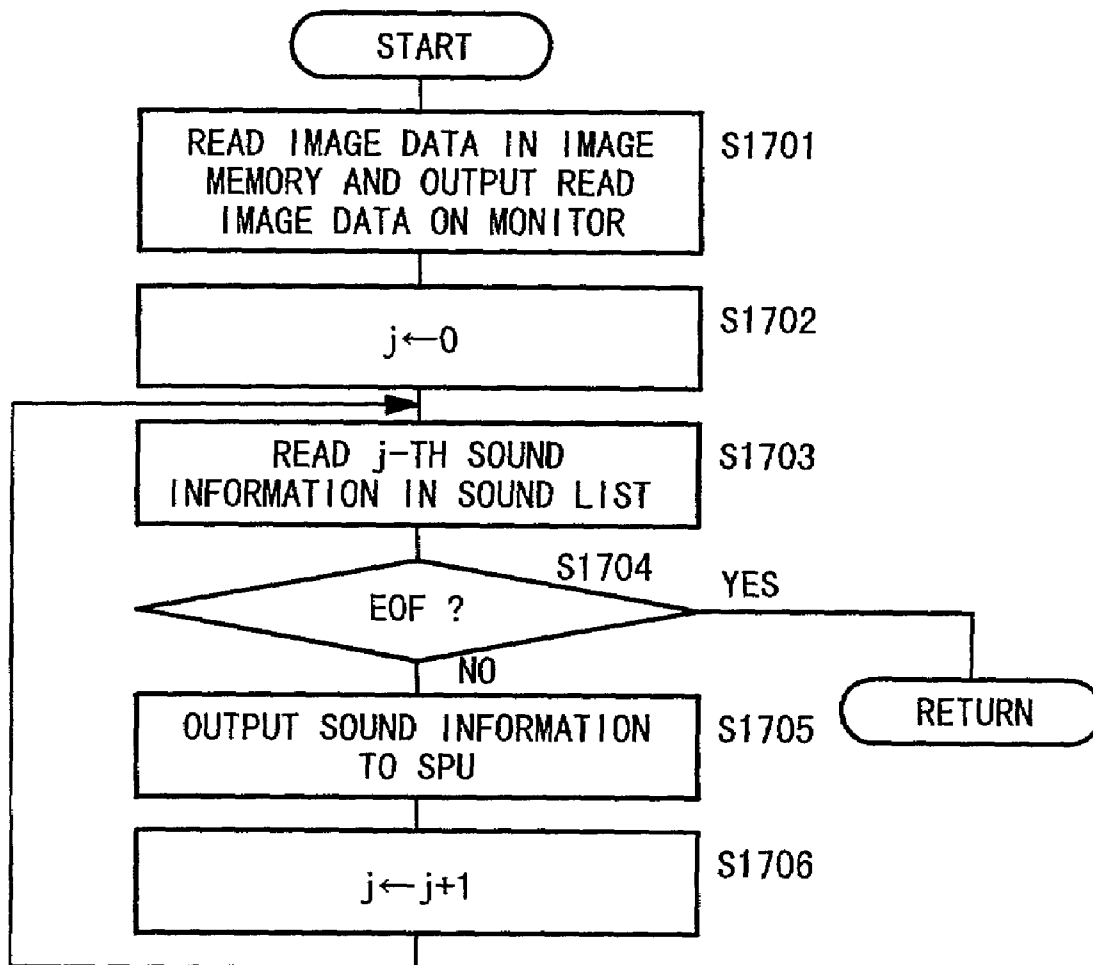 START
READ IMAGE DATA IN IMAGE
MEMORY AND OUTPUT READ
IMAGE DATA ON MONITOR
S1701
j←0
S1702
READ j-TH SOUND
INFORMATION IN SOUND LIST
S1703
S1704
EOF ?
YES
NO
RETURN
OUTPUT SOUND INFORMATION
TO SPU
S1705
j←j+1
S1706